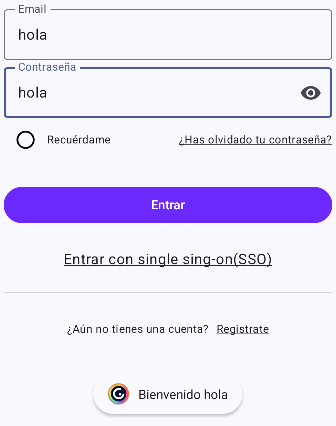 Email
hola
Contraseña
hola
Recuérdame ¿Has olvidado tu contraseña?
Entrar
Entrar con single sing-on(SSO)
¿Aún no tienes una cuenta? Registrate
Bienvenido hola